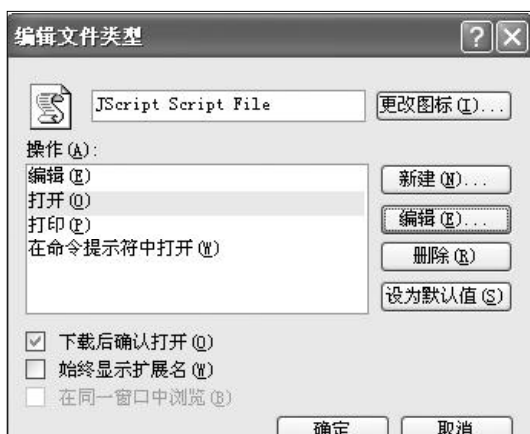 编辑文件类型
JScript Script File
更改图标(I)...
操作(A):
编辑(E)
打开(O)
打印(P)
在命令提示符中打开(W)
新建(N)...
编辑(E)...
删除(R)
设为默认值(S)
下载后确认打开(O)
始终显示扩展名(W)
在同一窗口中浏览(B)
确定
取消